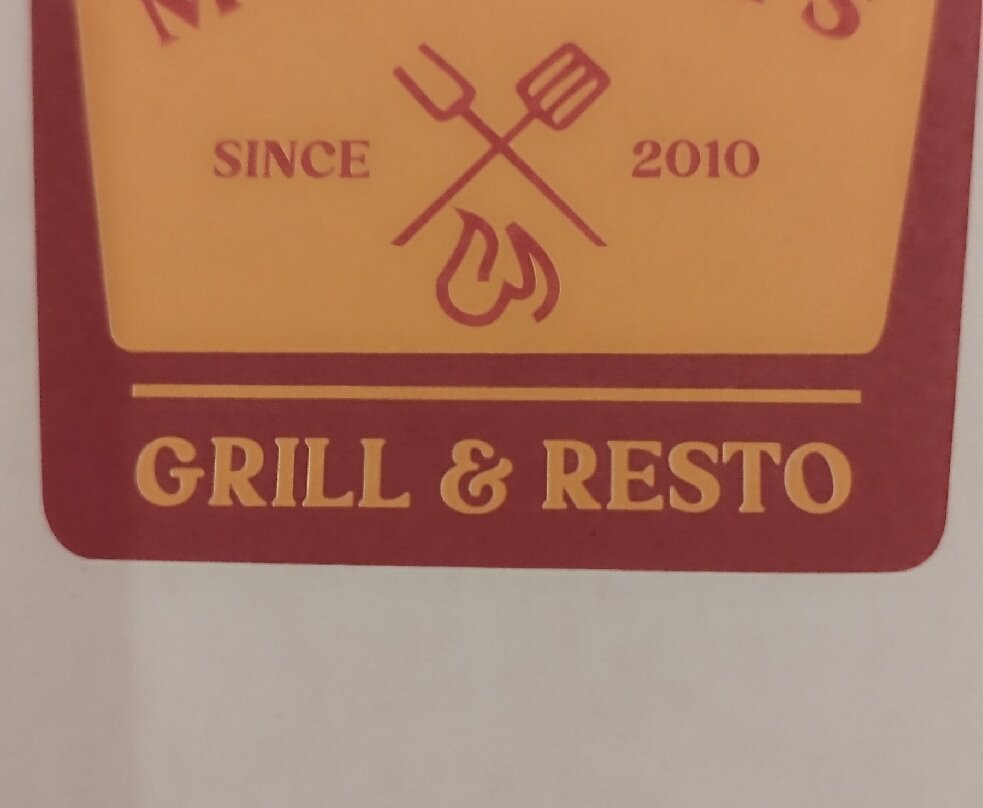 SINCE 2010
GRILL & RESTO